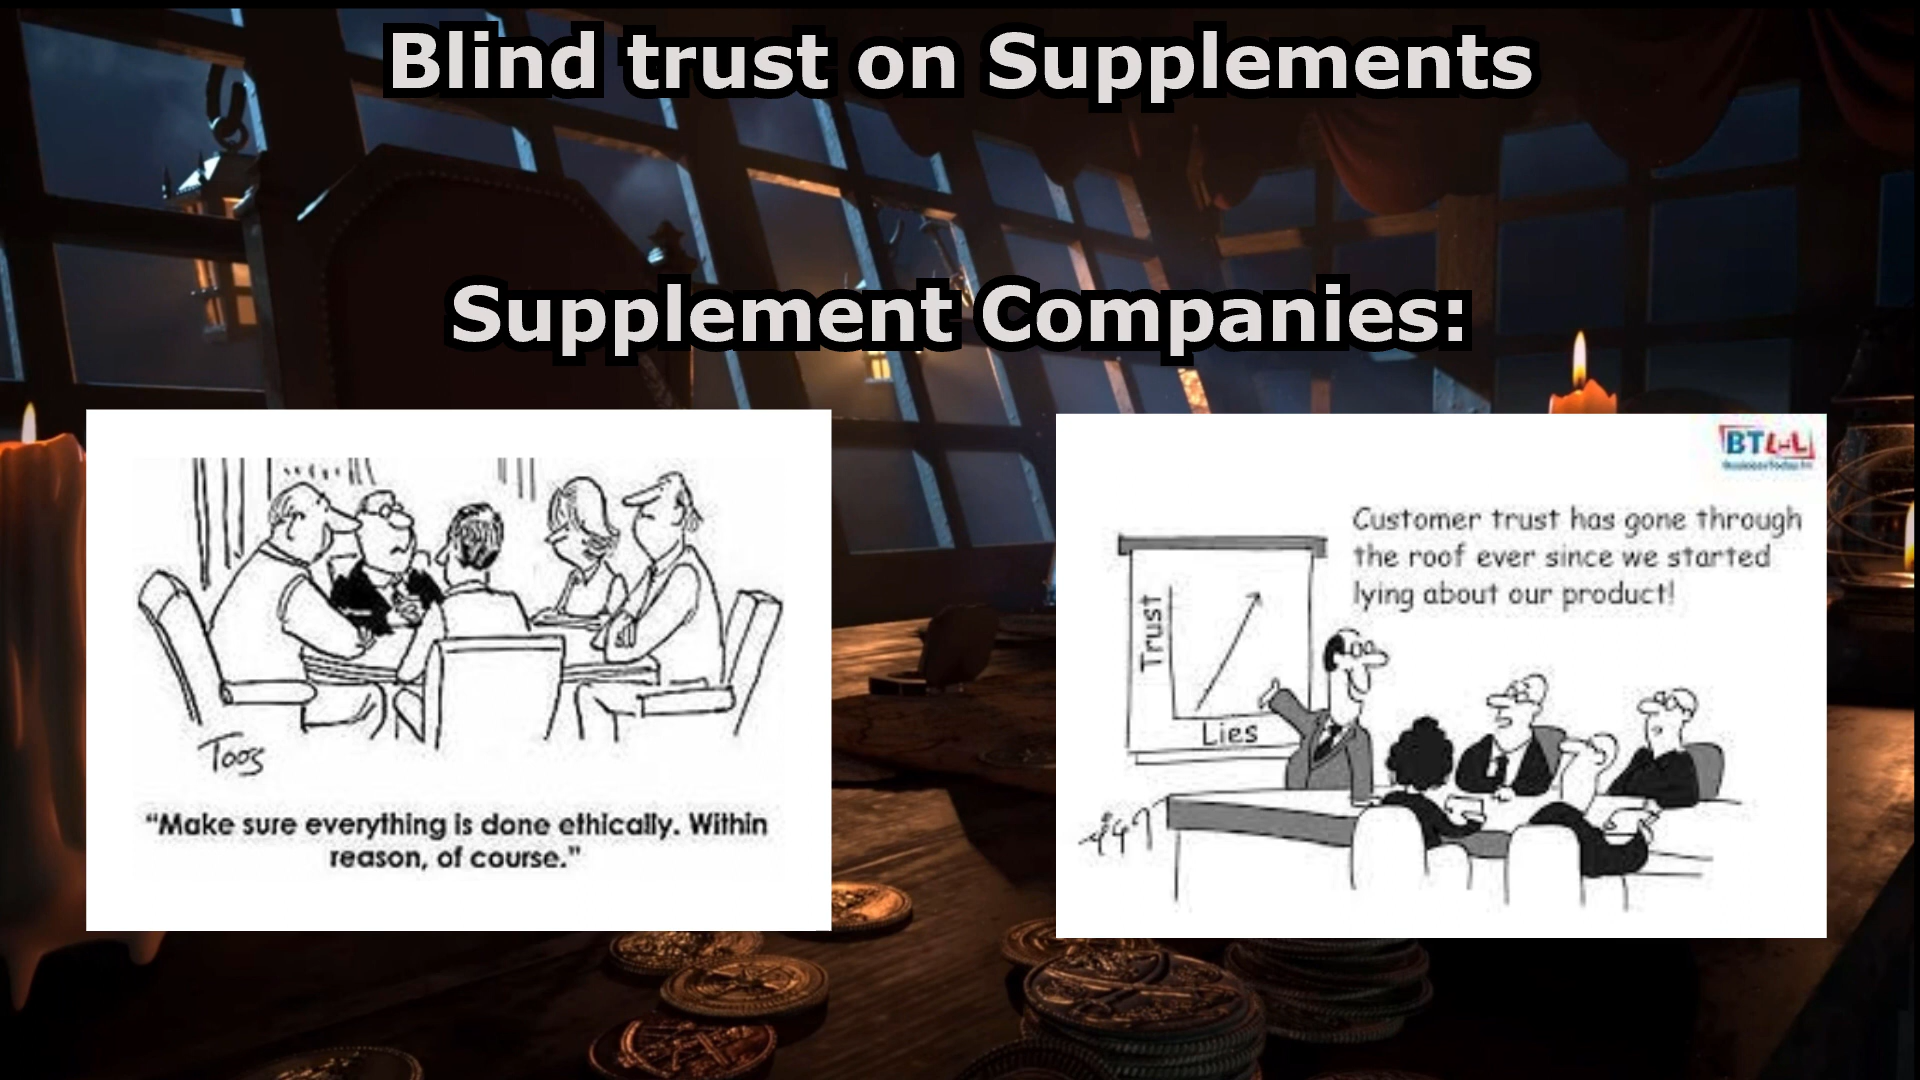 Blind trust on Supplements
Supplement Companies:
Toos
“Make sure everything is done ethically. Within
reason, of course.”
BTLOL
Customer trust has gone through
the roof ever since we started
lying about our product!
Trust
Lies